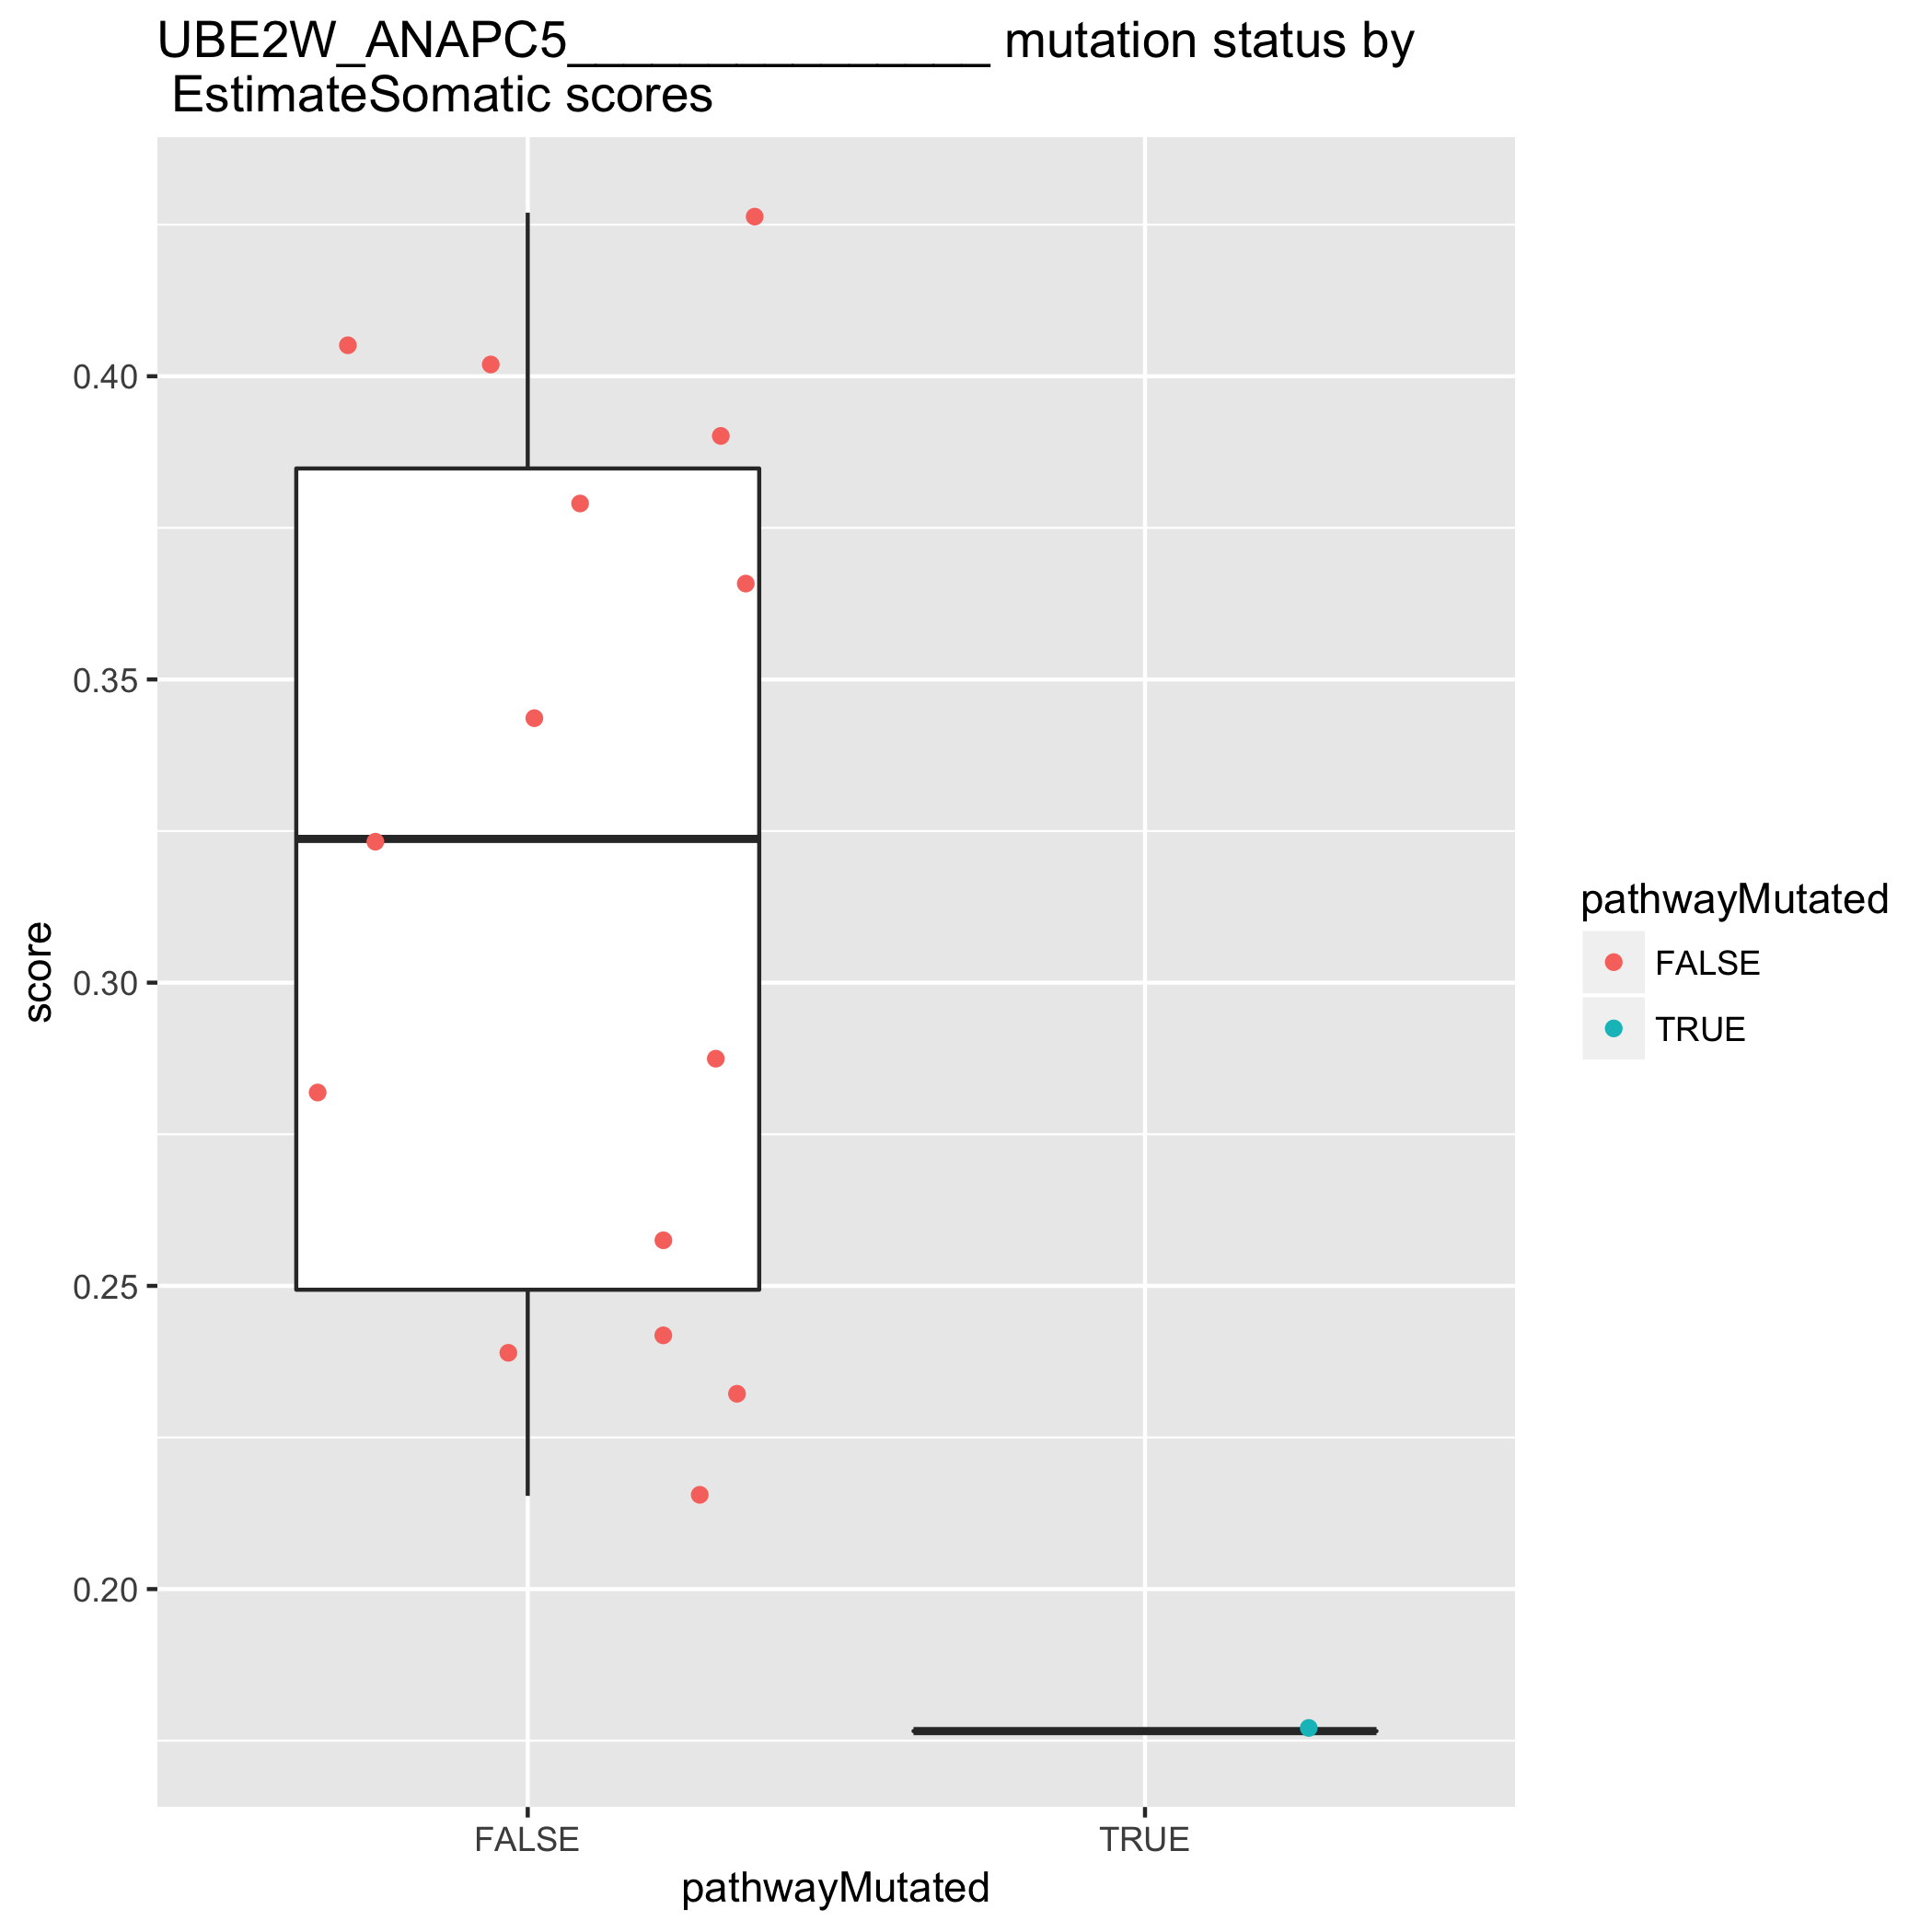 UBE2W_ANAPC5_______________ mutation status by
EstimateSomatic scores
0.40
0.35
0.30
0.25
0.20
score
FALSE
TRUE
pathwayMutated
pathwayMutated
FALSE
TRUE